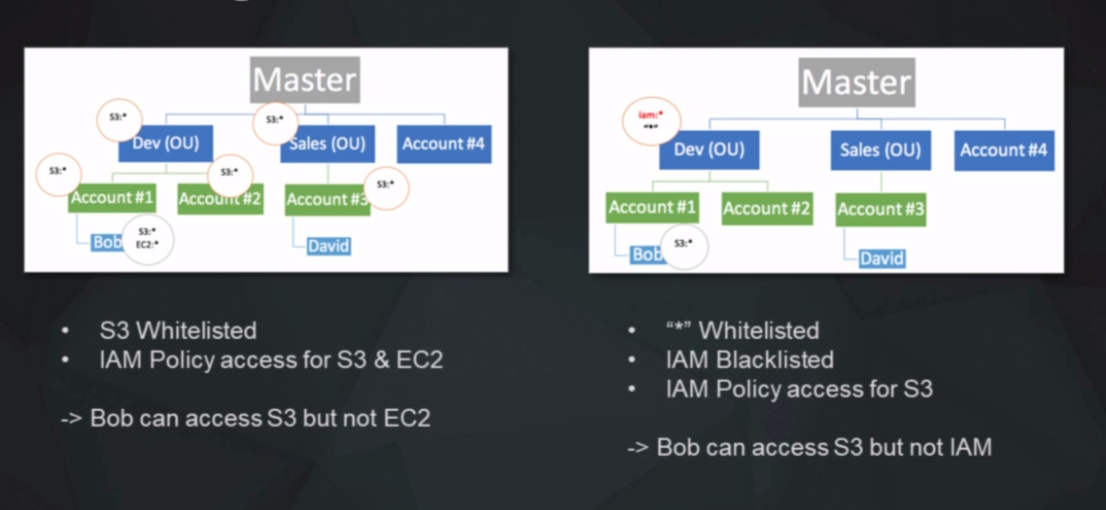 Master
S3:*
S3:*
Dev (OU)
Sales (OU)
Account #4
S3:*
S3:*
S3:*
Account #1
Account #2
Account #3
S3:*
EC2:*
Bob
David
• S3 Whitelisted
• IAM Policy access for S3 & EC2
-> Bob can access S3 but not EC2
Master
iam:*
"*"
Dev (OU)
Sales (OU)
Account #4
Account #1
Account #2
Account #3
S3:*
Bob
David
• “*” Whitelisted
• IAM Blacklisted
• IAM Policy access for S3
-> Bob can access S3 but not IAM